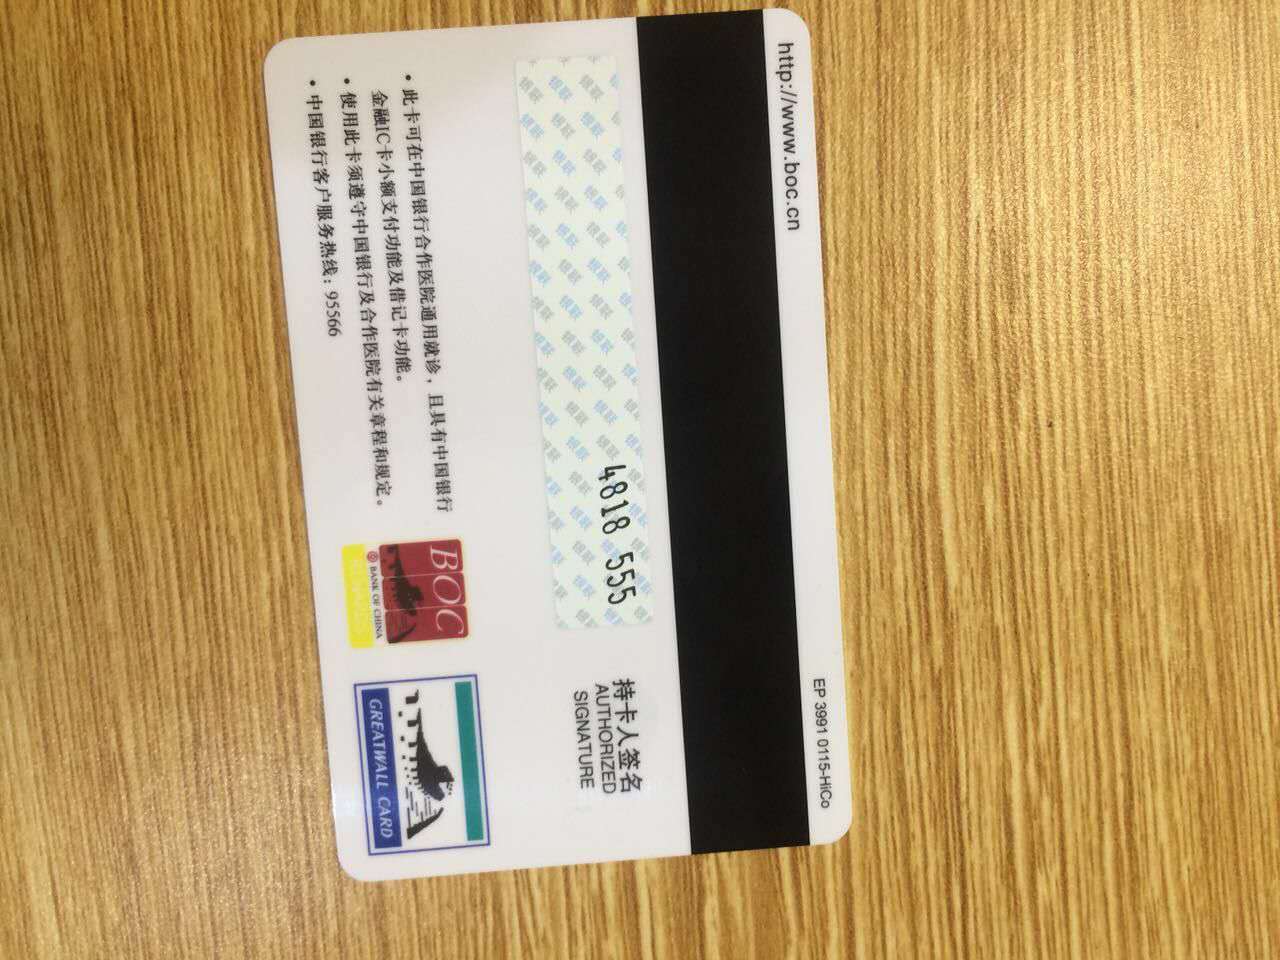 http://www.boc.cn
EP 3991 0115-HiCo
4818 555
持卡人签名
AUTHORIZED
SIGNATURE
• 此卡可在中国银行合作医院通用就诊，且具有中国银行
金融IC卡小额支付功能及借记卡功能。
• 使用此卡须遵守中国银行及合作医院有关章程和规定。
• 中国银行客户服务热线：95566
BOC
BANK OF CHINA
GREATWALL CARD